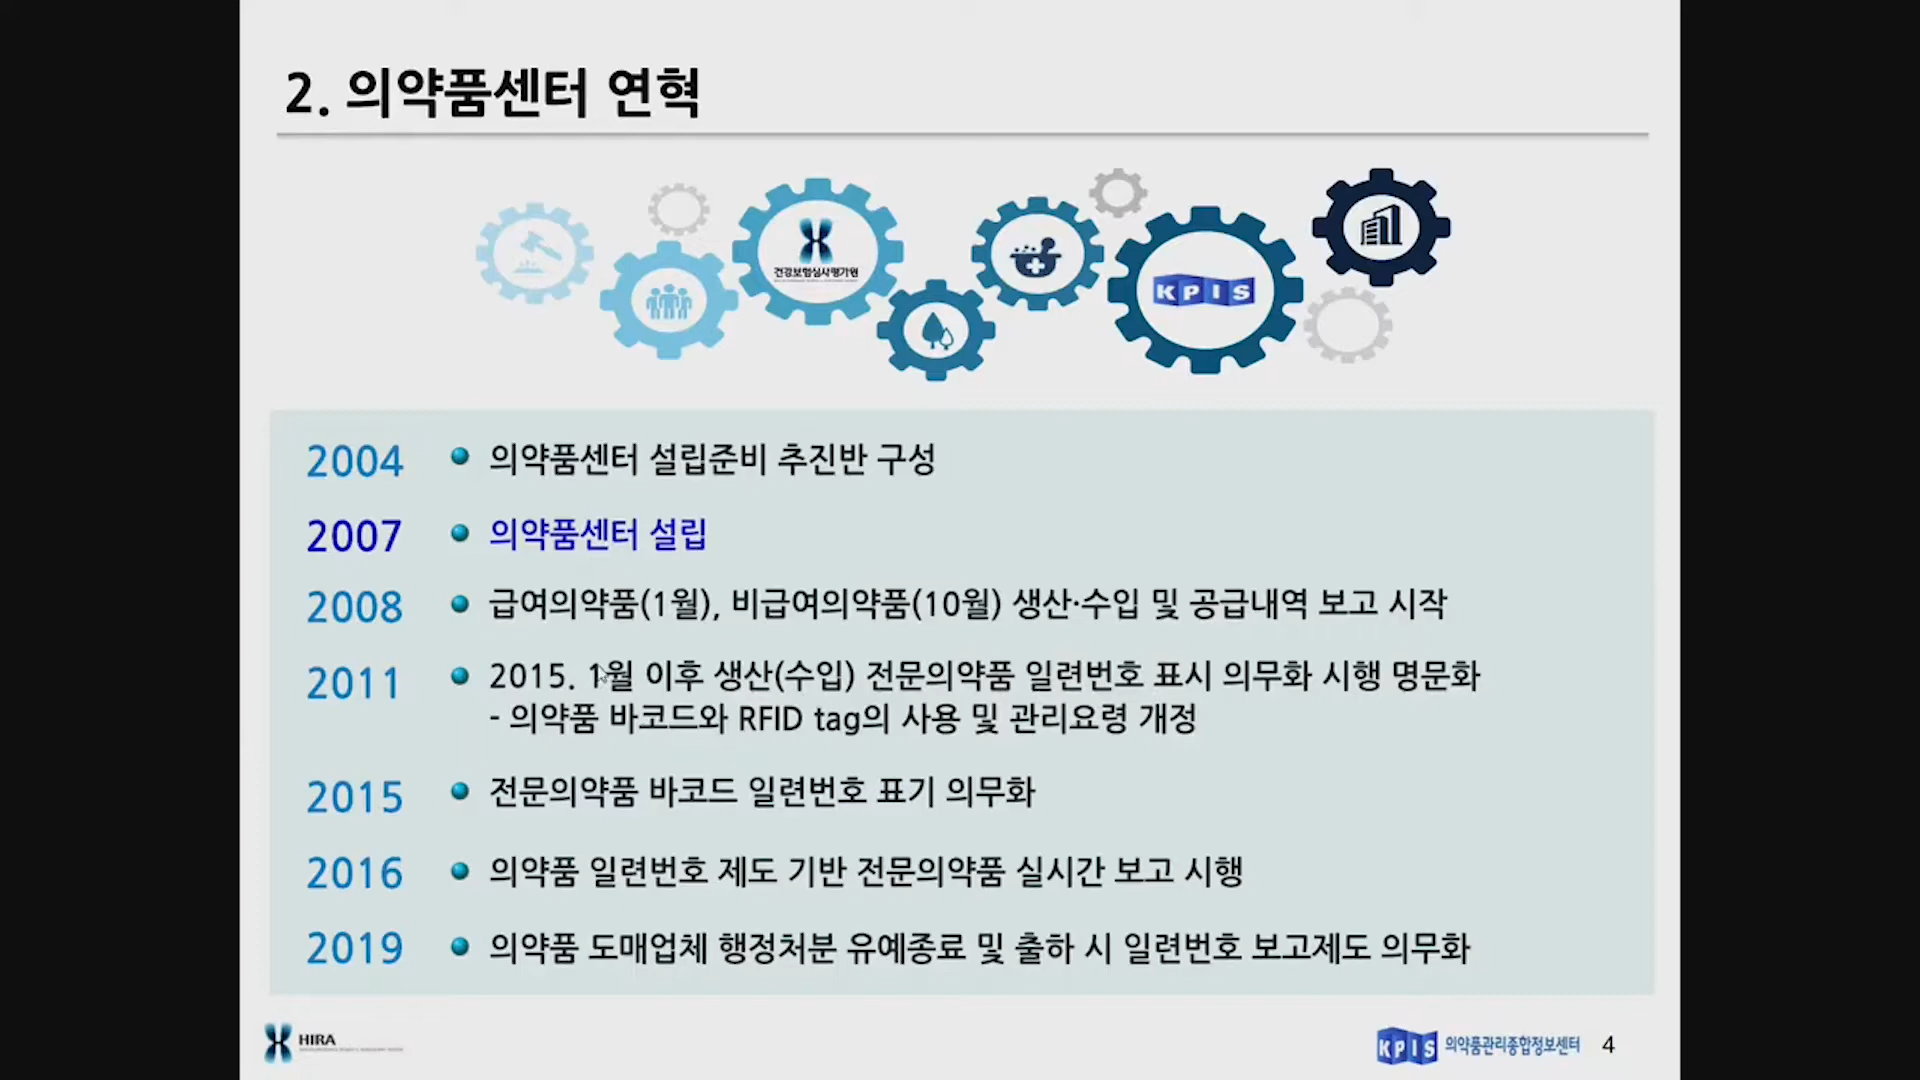 2. 의약품센터 연혁
건강보험심사평가원
KPIS
2004 의약품센터 설립준비 추진반 구성
2007 의약품센터 설립
2008 급여의약품(1월), 비급여의약품(10월) 생산·수입 및 공급내역 보고 시작
2011 2015. 1월 이후 생산(수입) 전문의약품 일련번호 표시 의무화 시행 명문화
- 의약품 바코드와 RFID tag의 사용 및 관리요령 개정
2015 전문의약품 바코드 일련번호 표기 의무화
2016 의약품 일련번호 제도 기반 전문의약품 실시간 보고 시행
2019 의약품 도매업체 행정처분 유예종료 및 출하 시 일련번호 보고제도 의무화
HIRA
KPIS 의약품관리종합정보센터 4